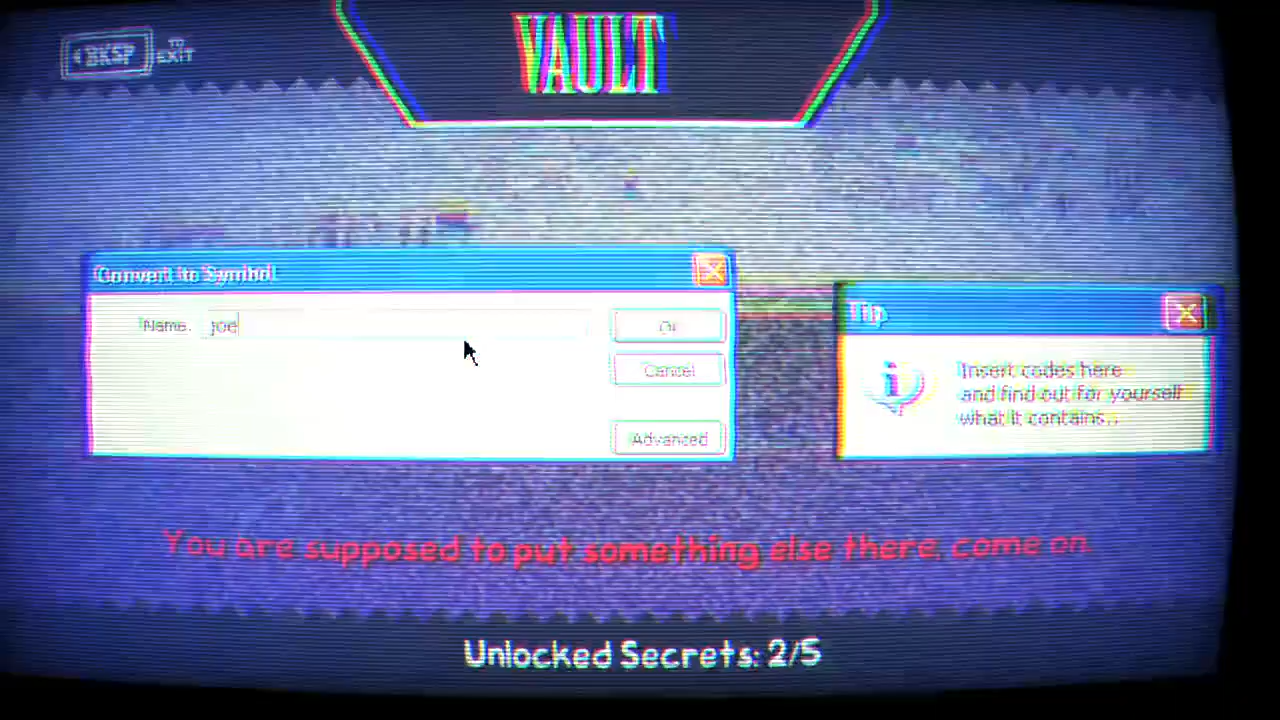 VAULT
BKSP TO EXIT
Convert to Symbol
Name: joe
OK
Cancel
Advanced
Tip
Insert codes here
and find out for yourself
what it contains..
You are supposed to put something else there, come on.
Unlocked Secrets: 2/5